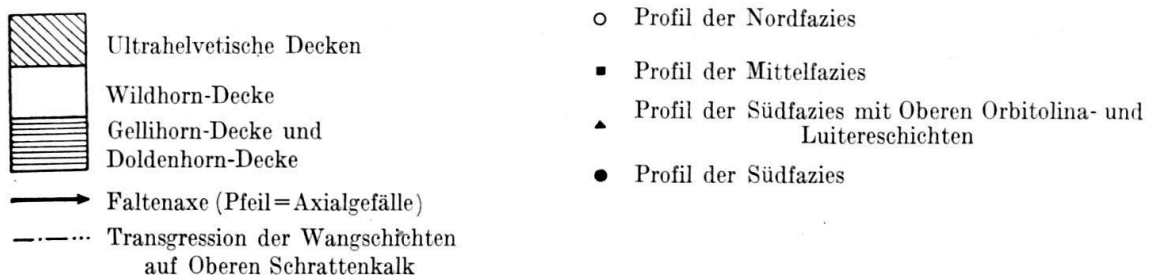 Ultrahelvetische Decken
Wildhorn-Decke
Gellihorn-Decke und
Doldenhorn-Decke
Faltenaxe (Pfeil=Axialgefälle)
Transgression der Wangschichten
auf Oberen Schrattenkalk
Profil der Nordfazies
Profil der Mittelfazies
Profil der Südfazies mit Oberen Orbitolina- und
Luitereschichten
Profil der Südfazies